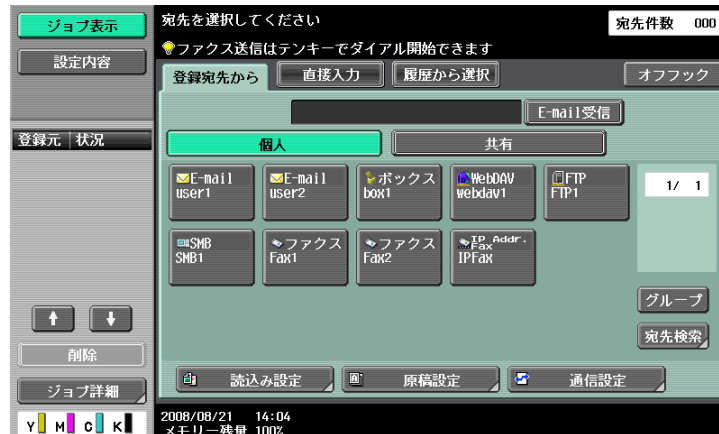 ジョブ表示
設定内容
登録元 状況
削除
ジョブ詳細
Y M C K
宛先を選択してください
宛先件数 000
ファクス送信はテンキーでダイアル開始できます
登録宛先から 直接入力 履歴から選択 オフフック
E-mail受信
個人 共有
E-mail
user1
E-mail
user2
ボックス
box1
WebDAV
webdav1
FTP
FTP1
1/ 1
SMB
SMB1
ファクス
Fax1
ファクス
Fax2
IP Addr.
Fax
IPFax
グループ
宛先検索
読込み設定 原稿設定 通信設定
2008/08/21 14:04
メモリー残量 100%